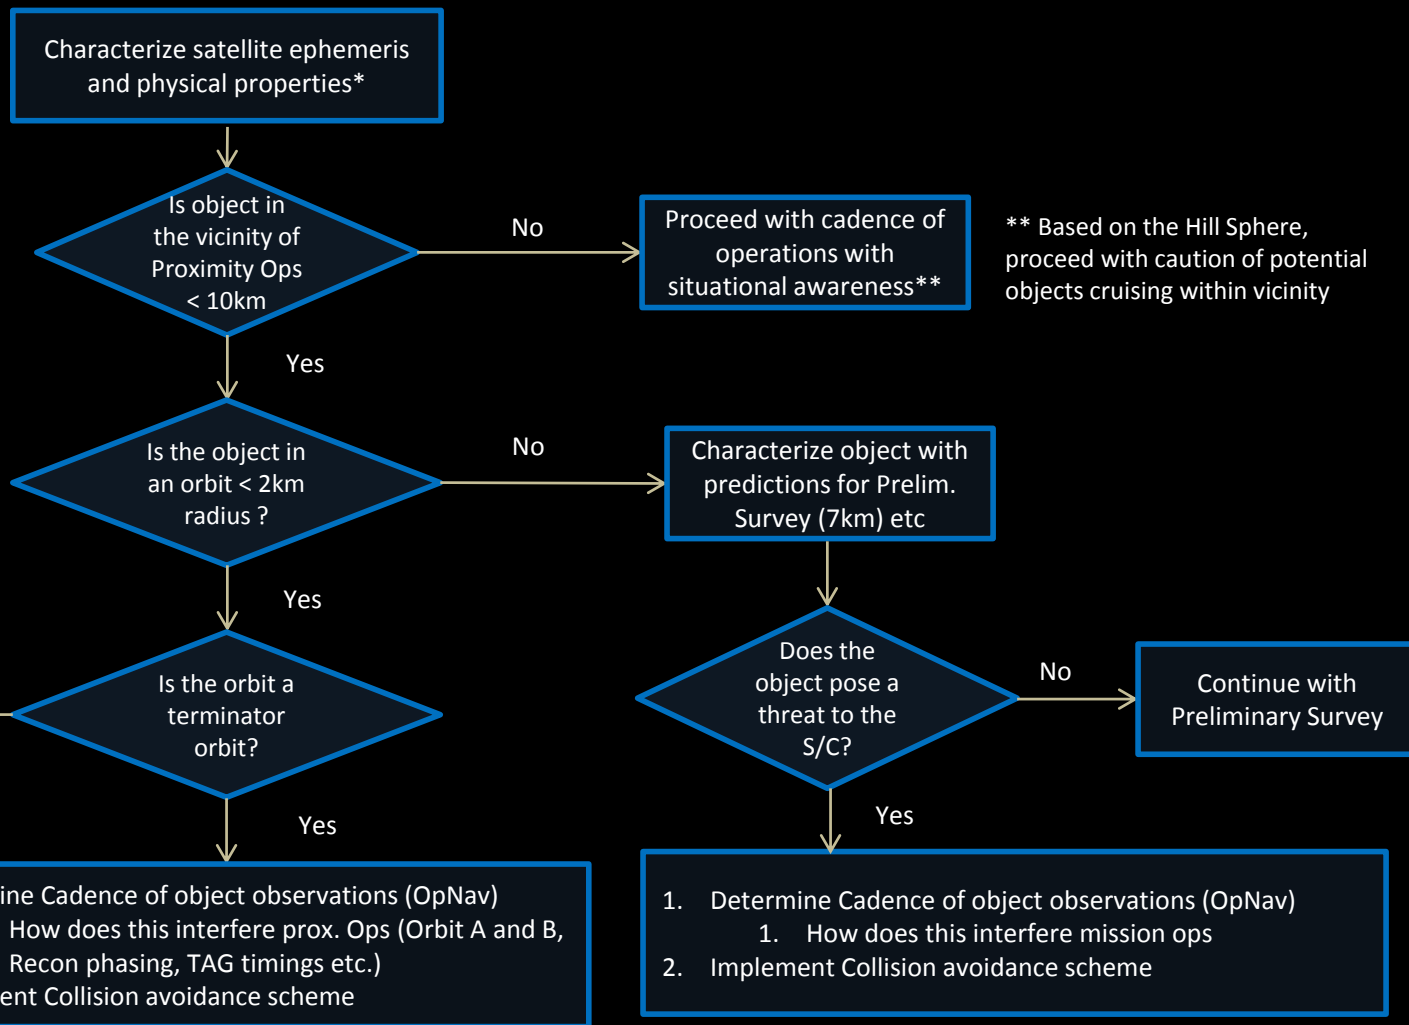 Characterize satellite ephemeris
and physical properties*
Is object in
the vicinity of
Proximity Ops
< 10km
No
Proceed with cadence of
operations with
situational awareness**
** Based on the Hill Sphere,
proceed with caution of potential
objects cruising within vicinity
Yes
Is the object in
an orbit < 2km
radius ?
No
Characterize object with
predictions for Prelim.
Survey (7km) etc
Yes
Is the orbit a
terminator
orbit?
Does the
object pose a
threat to the
S/C?
No
Continue with
Preliminary Survey
Yes
Yes
Cadence of object observations (OpNav)
How does this interfere prox. Ops (Orbit A and B,
Recon phasing, TAG timings etc.)
Collision avoidance scheme
1. Determine Cadence of object observations (OpNav)
1. How does this interfere mission ops
2. Implement Collision avoidance scheme